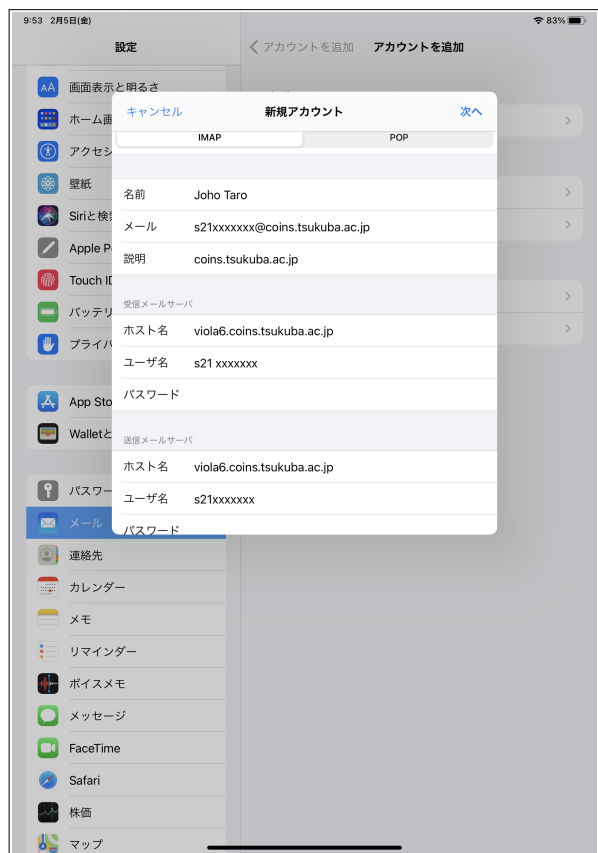 9:53 2月5日(金)
83%
設定
アカウントを追加
アカウントを追加
画面表示と明るさ
キャンセル
新規アカウント
次へ
ホーム画
IMAP
POP
アクセシ
壁紙
名前 Joho Taro
Siriと検
メール s21xxxxxxx@coins.tsukuba.ac.jp
Apple P
説明 coins.tsukuba.ac.jp
Touch ID
受信メールサーバ
バッテリ
ホスト名 viola6.coins.tsukuba.ac.jp
プライバ
ユーザ名 s21 xxxxxxx
パスワード
App Sto
Walletと
送信メールサーバ
ホスト名 viola6.coins.tsukuba.ac.jp
パスワー
ユーザ名 s21xxxxxxx
メール
パスワード
連絡先
カレンダー
メモ
リマインダー
ボイスメモ
メッセージ
FaceTime
Safari
株価
マップ